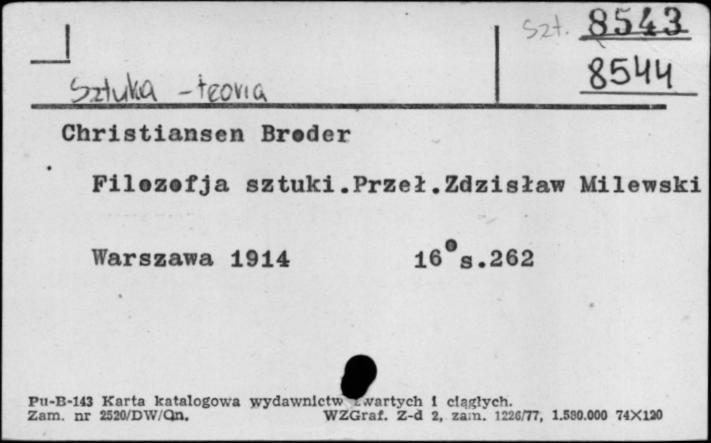 Szt. 8543
8544
Sztuka - teoria
Christiansen Broder
Filozofja sztuki.Przeł.Zdzisław Milewski
Warszawa 1914 16° s.262
Pu-B-143 Karta katalogowa wydawnictw zwartych i ciągłych.
Zam. nr 2520/DW/Qn. WZGraf. Z-d 2, zam. 1226/77, 1.580.000 74X120